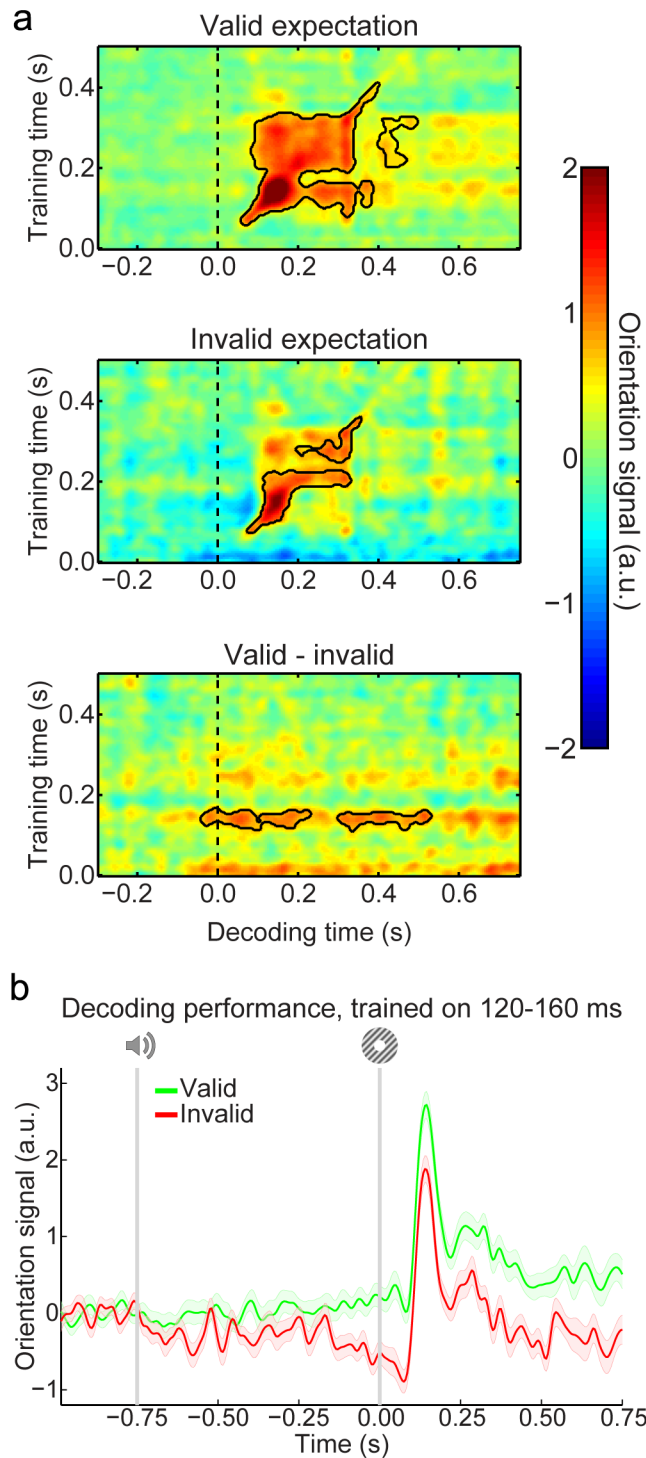 a
Valid expectation
Training time (s)
0.4
0.2
0.0
−0.2 0.0 0.2 0.4 0.6
Invalid expectation
Training time (s)
0.4
0.2
0.0
−0.2 0.0 0.2 0.4 0.6
Valid - invalid
Training time (s)
0.4
0.2
0.0
−0.2 0.0 0.2 0.4 0.6
Decoding time (s)
2
1
0
−1
−2
Orientation signal (a.u.)
b
Decoding performance, trained on 120-160 ms
Valid
Invalid
Orientation signal (a.u.)
3
2
1
0
−1
−0.75 −0.50 −0.25 0.00 0.25 0.50 0.75
Time (s)